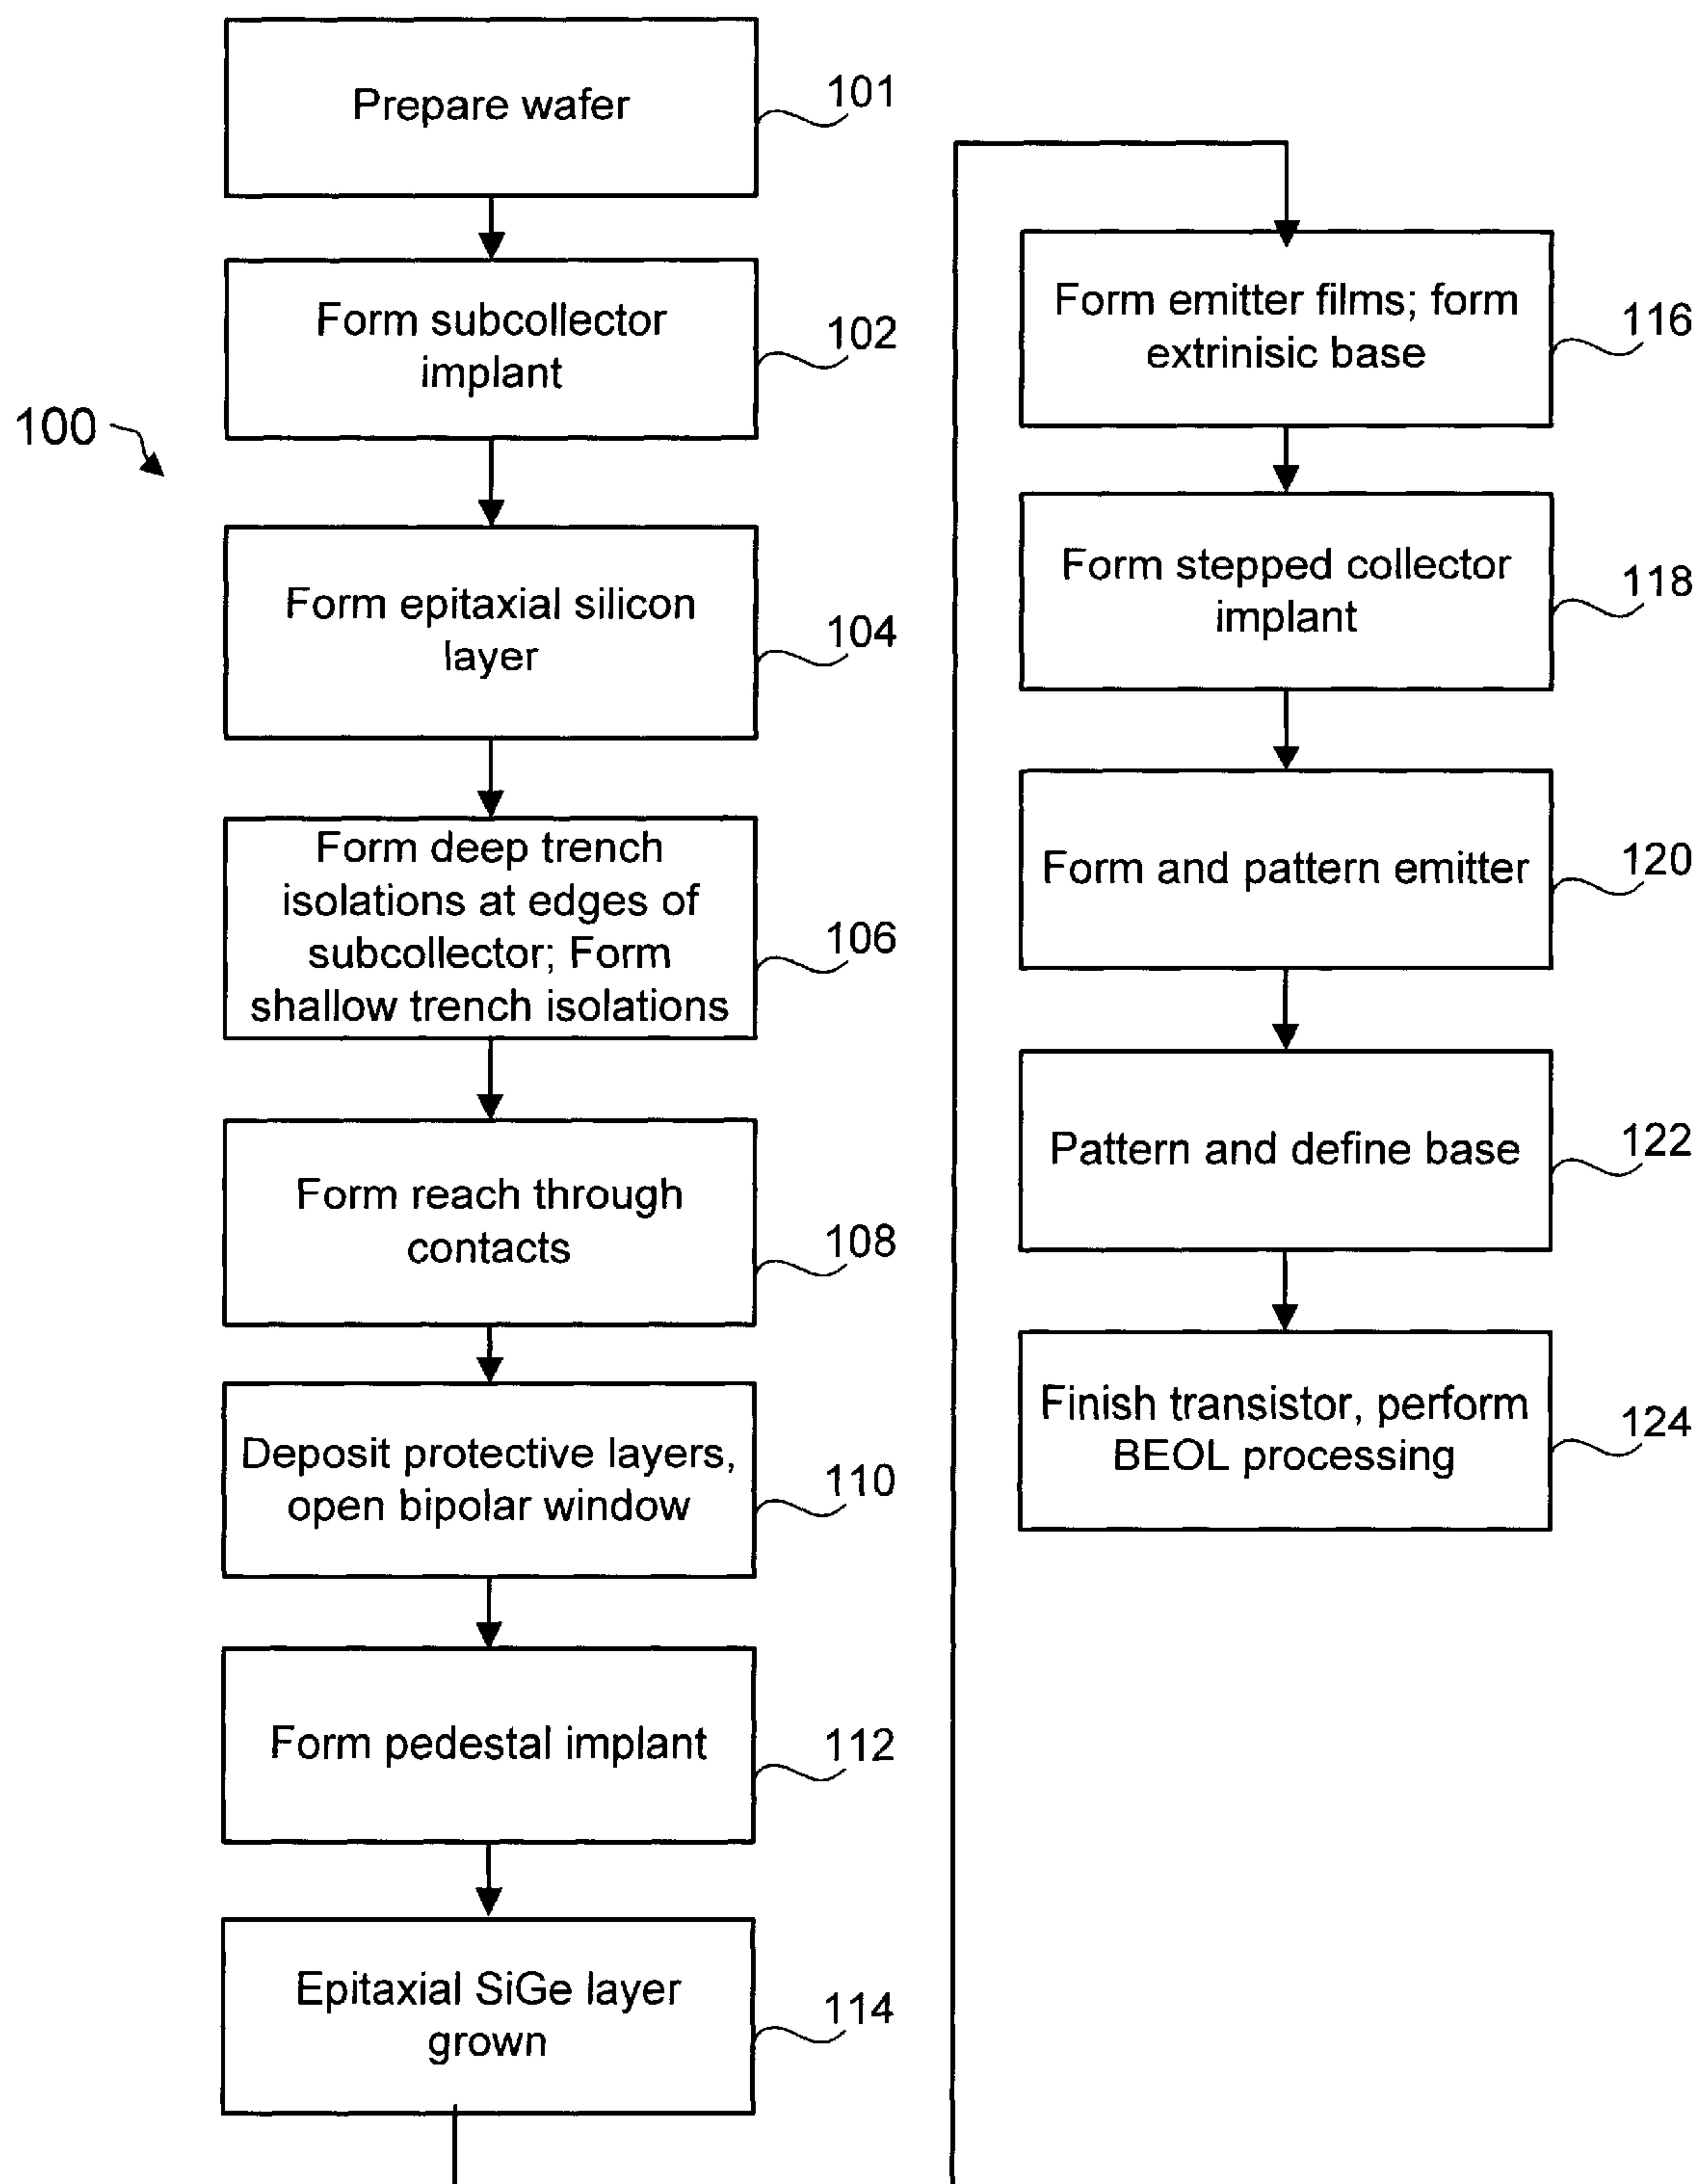 Prepare wafer
101
Form subcollector
implant
102
100
Form epitaxial silicon
layer
104
Form deep trench
isolations at edges of
subcollector; Form
shallow trench isolations
106
Form reach through
contacts
108
Deposit protective layers,
open bipolar window
110
Form pedestal implant
112
Epitaxial SiGe layer
grown
114
Form emitter films; form
extrinisic base
116
Form stepped collector
implant
118
Form and pattern emitter
120
Pattern and define base
122
Finish transistor, perform
BEOL processing
124